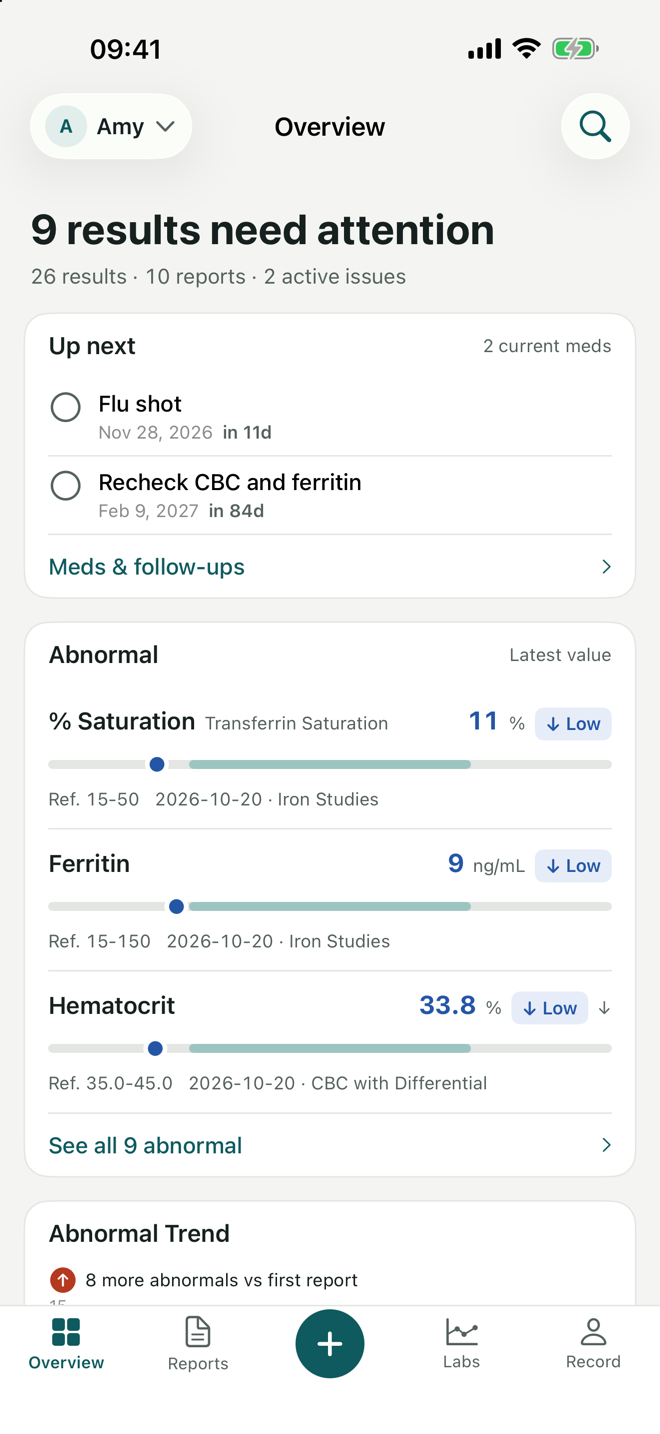 09:41
A Amy Overview
9 results need attention
26 results · 10 reports · 2 active issues
Up next 2 current meds
Flu shot
Nov 28, 2026 in 11d
Recheck CBC and ferritin
Feb 9, 2027 in 84d
Meds & follow-ups
Abnormal Latest value
% Saturation Transferrin Saturation 11 % ↓ Low
Ref. 15-50 2026-10-20 · Iron Studies
Ferritin 9 ng/mL ↓ Low
Ref. 15-150 2026-10-20 · Iron Studies
Hematocrit 33.8 % ↓ Low ↓
Ref. 35.0-45.0 2026-10-20 · CBC with Differential
See all 9 abnormal
Abnormal Trend
8 more abnormals vs first report
Overview Reports Labs Record